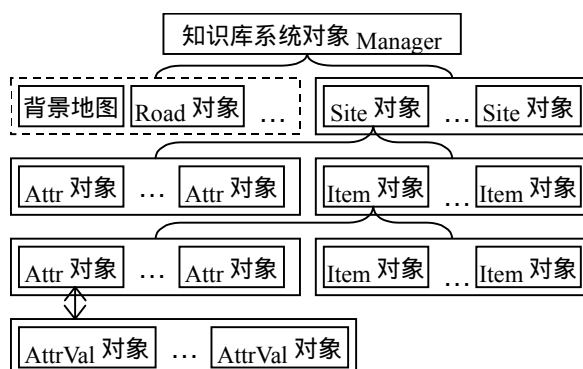 知识库系统对象 Manager
背景地图 Road 对象 … Site 对象 … Site 对象
Attr 对象 … Attr 对象 Item 对象 … Item 对象
Attr 对象 … Attr 对象 Item 对象 … Item 对象
AttrVal 对象 … AttrVal 对象